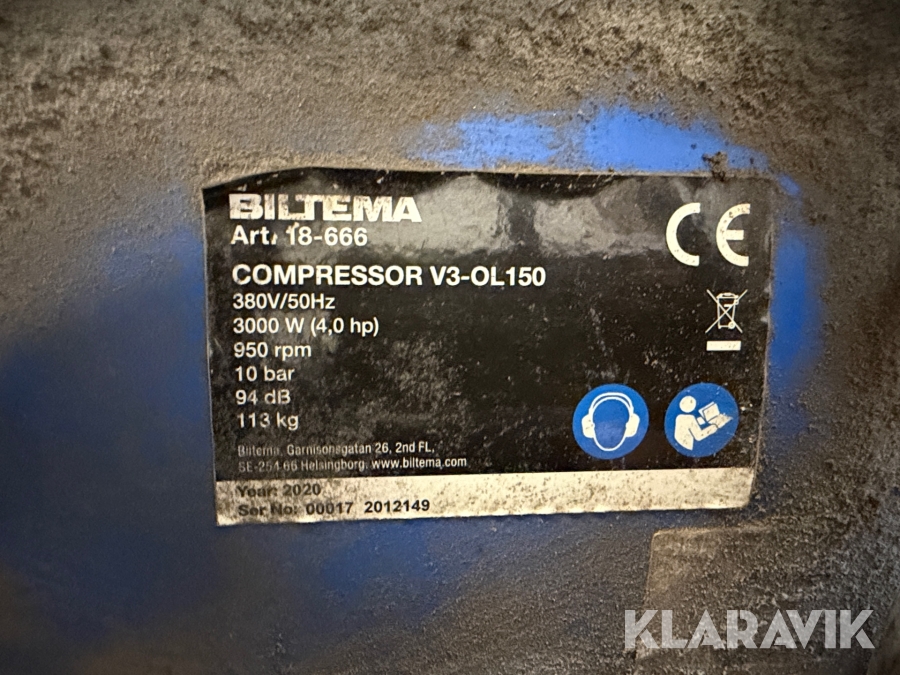 BILTEMA
Art. 18-666
COMPRESSOR V3-OL150
380V/50Hz
3000 W (4,0 hp)
950 rpm
10 bar
94 dB
113 kg
Biltema, Garnisonsgatan 26, 2nd FL,
SE-254 66 Helsingborg. www.biltema.com
Year: 2020
Ser No: 00017 2012149
CE
KLARAVIK